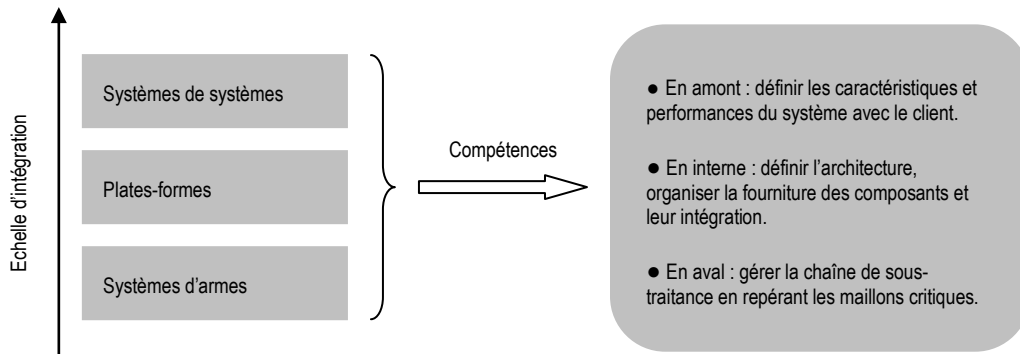 Echelle d'intégration
Systèmes de systèmes
Plates-formes
Systèmes d'armes
Compétences
● En amont : définir les caractéristiques et
performances du système avec le client.
● En interne : définir l'architecture,
organiser la fourniture des composants et
leur intégration.
● En aval : gérer la chaîne de sous-
traitance en repérant les maillons critiques.